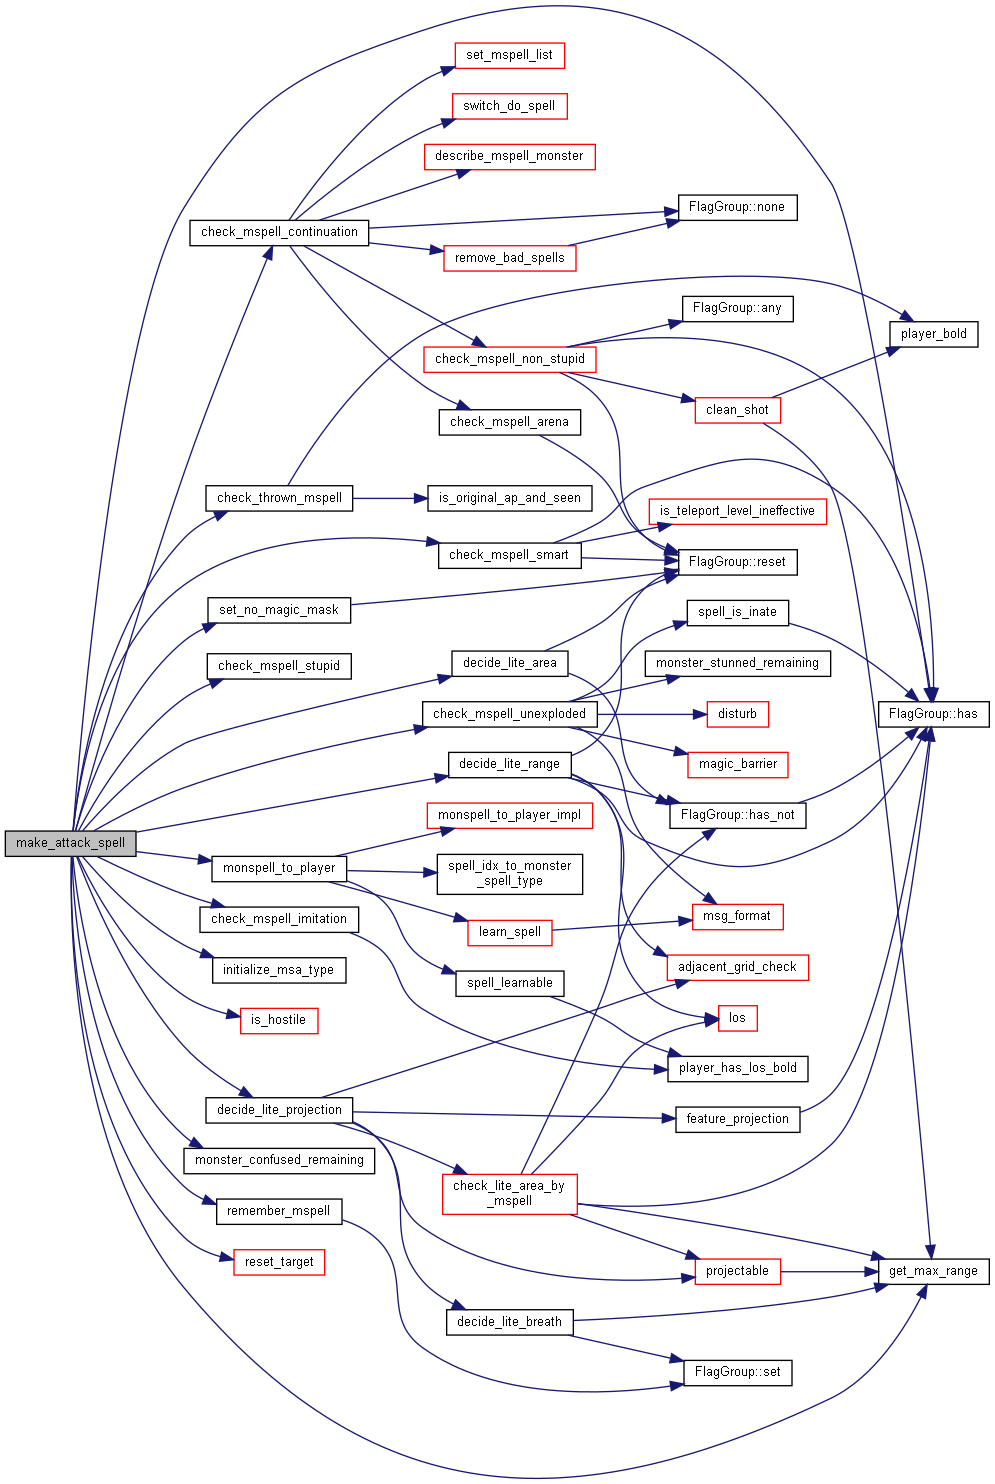 set_mspell_list
switch_do_spell
describe_mspell_monster
FlagGroup::none
check_mspell_continuation
remove_bad_spells
FlagGroup::any
player_bold
check_mspell_non_stupid
clean_shot
check_mspell_arena
check_thrown_mspell
is_original_ap_and_seen
is_teleport_level_ineffective
check_mspell_smart
FlagGroup::reset
set_no_magic_mask
spell_is_inate
check_mspell_stupid
decide_lite_area
monster_stunned_remaining
check_mspell_unexploded
disturb
FlagGroup::has
decide_lite_range
magic_barrier
monspell_to_player_impl
FlagGroup::has_not
make_attack_spell
monspell_to_player
spell_idx_to_monster
_spell_type
check_mspell_imitation
learn_spell
msg_format
initialize_msa_type
spell_learnable
adjacent_grid_check
is_hostile
los
player_has_los_bold
decide_lite_projection
feature_projection
monster_confused_remaining
check_lite_area_by
_mspell
remember_mspell
reset_target
projectable
get_max_range
decide_lite_breath
FlagGroup::set